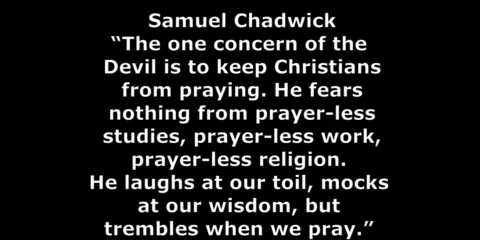 Samuel Chadwick
“The one concern of the
Devil is to keep Christians
from praying. He fears
nothing from prayer-less
studies, prayer-less work,
prayer-less religion.
He laughs at our toil, mocks
at our wisdom, but
trembles when we pray.”